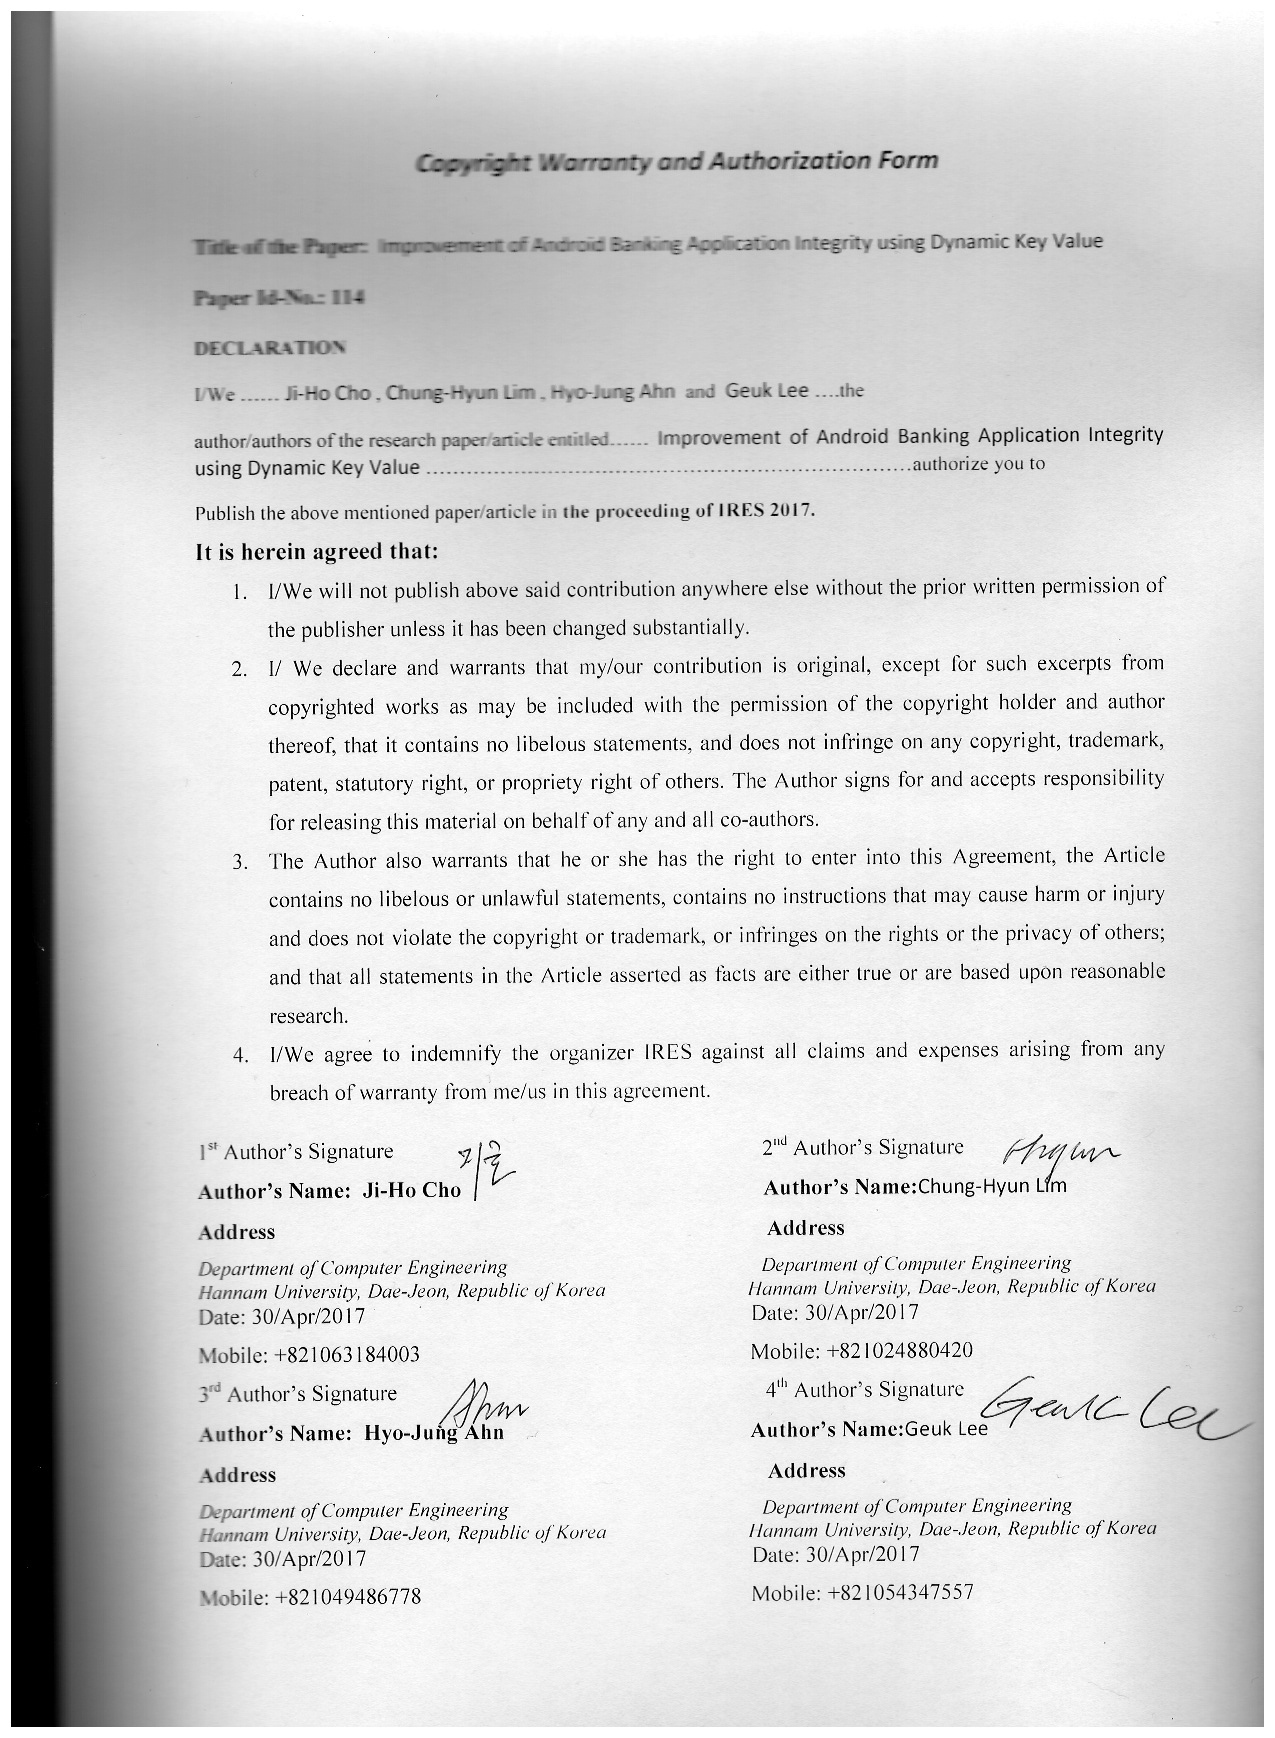 Copyright Warranty and Authorization Form
Title of the Paper: Improvement of Android Banking Application Integrity using Dynamic Key Value
Paper Id-No.: 114
DECLARATION
I/We ...... Ji-Ho Cho , Chung-Hyun Lim , Hyo-Jung Ahn and Geuk Lee ....the
author/authors of the research paper/article entitled...... Improvement of Android Banking Application Integrity
using Dynamic Key Value .......................................................................................authorize you to
Publish the above mentioned paper/article in the proceeding of IRES 2017.
It is herein agreed that:
1. I/We will not publish above said contribution anywhere else without the prior written permission of
the publisher unless it has been changed substantially.
2. I/ We declare and warrants that my/our contribution is original, except for such excerpts from
copyrighted works as may be included with the permission of the copyright holder and author
thereof, that it contains no libelous statements, and does not infringe on any copyright, trademark,
patent, statutory right, or propriety right of others. The Author signs for and accepts responsibility
for releasing this material on behalf of any and all co-authors.
3. The Author also warrants that he or she has the right to enter into this Agreement, the Article
contains no libelous or unlawful statements, contains no instructions that may cause harm or injury
and does not violate the copyright or trademark, or infringes on the rights or the privacy of others;
and that all statements in the Article asserted as facts are either true or are based upon reasonable
research.
4. I/We agree to indemnify the organizer IRES against all claims and expenses arising from any
breach of warranty from me/us in this agreement.
1st Author's Signature
Author's Name: Ji-Ho Cho
Address
Department of Computer Engineering
Hannam University, Dae-Jeon, Republic of Korea
Date: 30/Apr/2017
Mobile: +821063184003
2nd Author's Signature
Author's Name:Chung-Hyun Lim
Address
Department of Computer Engineering
Hannam University, Dae-Jeon, Republic of Korea
Date: 30/Apr/2017
Mobile: +821024880420
3rd Author's Signature Ahn
Author's Name: Hyo-Jung Ahn
Address
Department of Computer Engineering
Hannam University, Dae-Jeon, Republic of Korea
Date: 30/Apr/2017
Mobile: +821049486778
4th Author's Signature Geuk Lee
Author's Name:Geuk Lee
Address
Department of Computer Engineering
Hannam University, Dae-Jeon, Republic of Korea
Date: 30/Apr/2017
Mobile: +821054347557